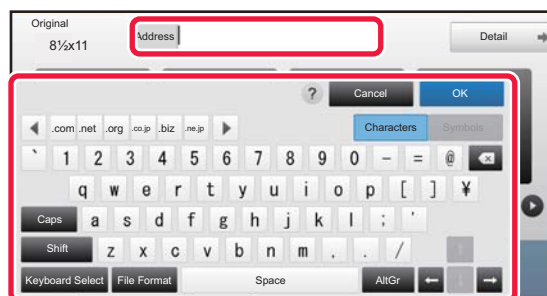 Original
8½x11
Address
Detail
? Cancel OK
.com .net .org .co.jp .biz .ne.jp Characters Symbols
` 1 2 3 4 5 6 7 8 9 0 - = @
q w e r t y u i o p [ ] ¥
Caps a s d f g h j k l ; '
Shift z x c v b n m , . /
Keyboard Select File Format Space AltGr